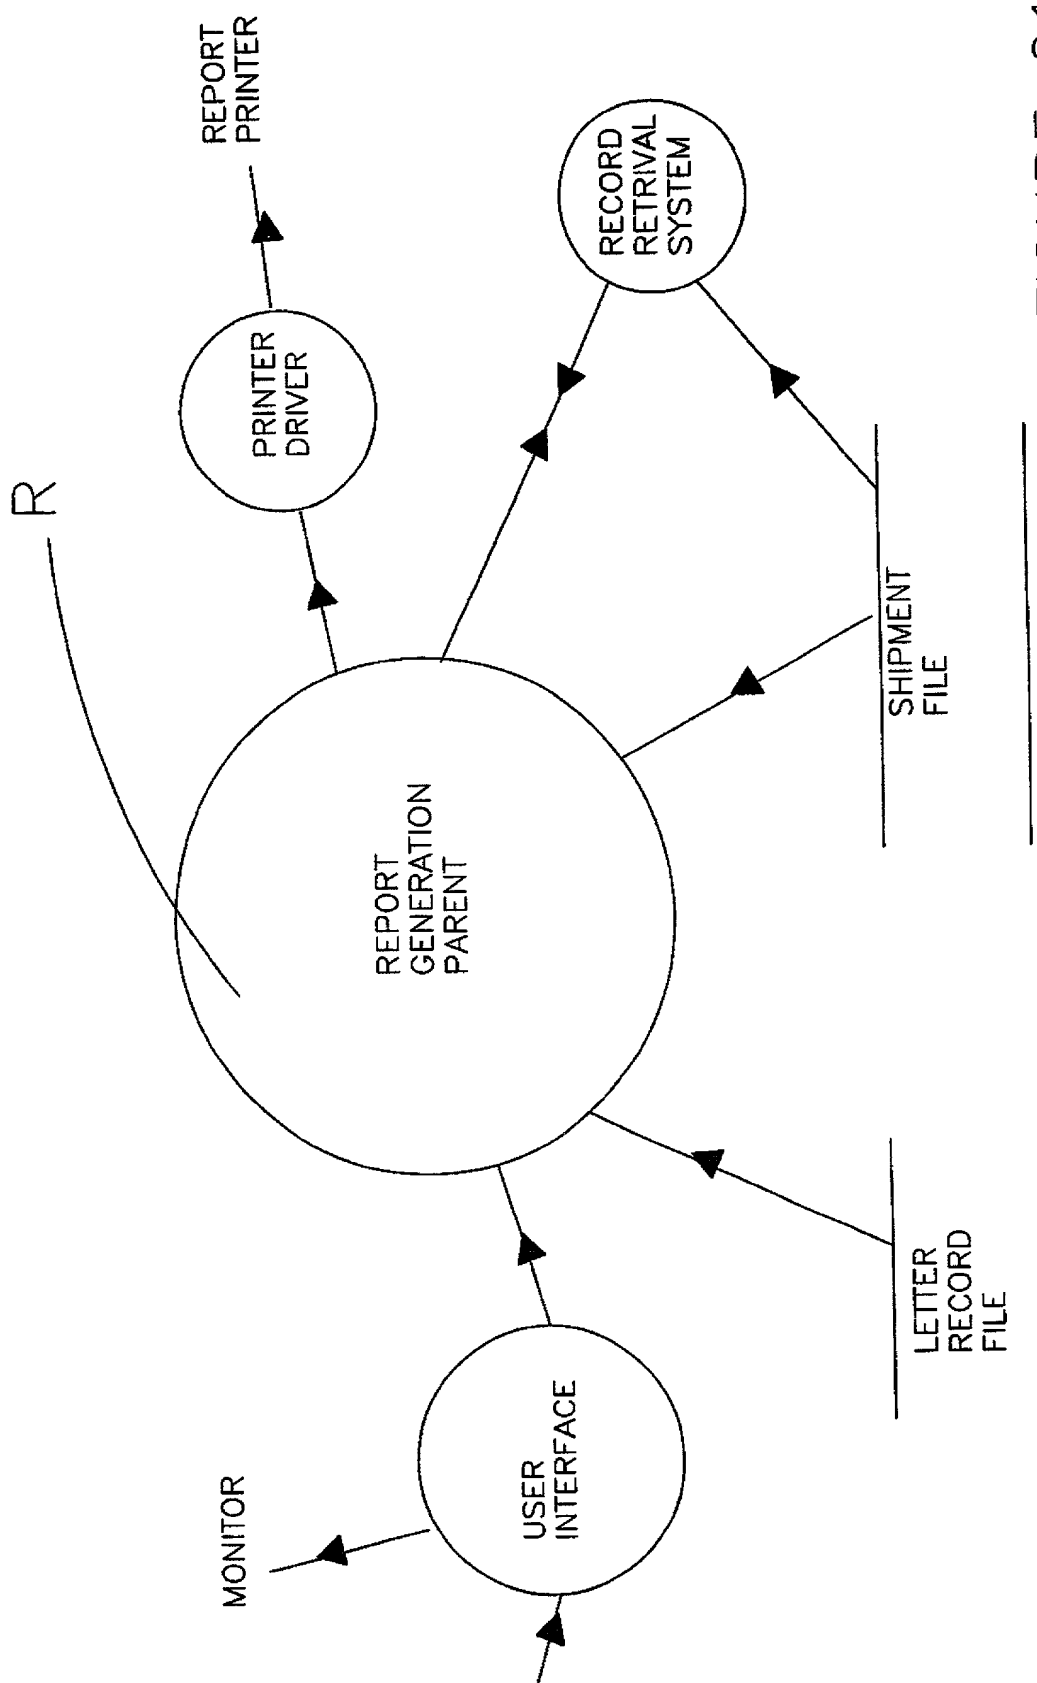 R
REPORT
PRINTER
PRINTER
DRIVER
RECORD
RETRIVAL
SYSTEM
REPORT
GENERATION
PARENT
SHIPMENT
FILE
MONITOR
USER
INTERFACE
LETTER
RECORD
FILE